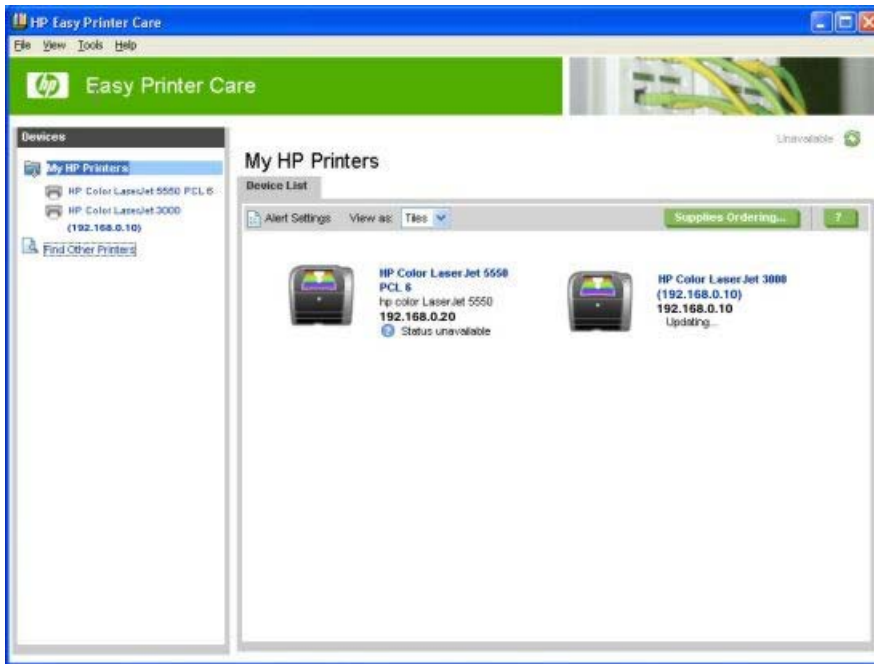 HP Easy Printer Care
File View Tools Help
hp Easy Printer Care
Devices
My HP Printers
HP Color LaserJet 5550 PCL 6
HP Color LaserJet 3000
(192.168.0.10)
Find Other Printers
Unavailable
My HP Printers
Device List
Alert Settings View as: Tiles Supplies Ordering... ?
HP Color LaserJet 5550
PCL 6
hp color LaserJet 5550
192.168.0.20
Status unavailable
HP Color LaserJet 3000
(192.168.0.10)
192.168.0.10
Updating...